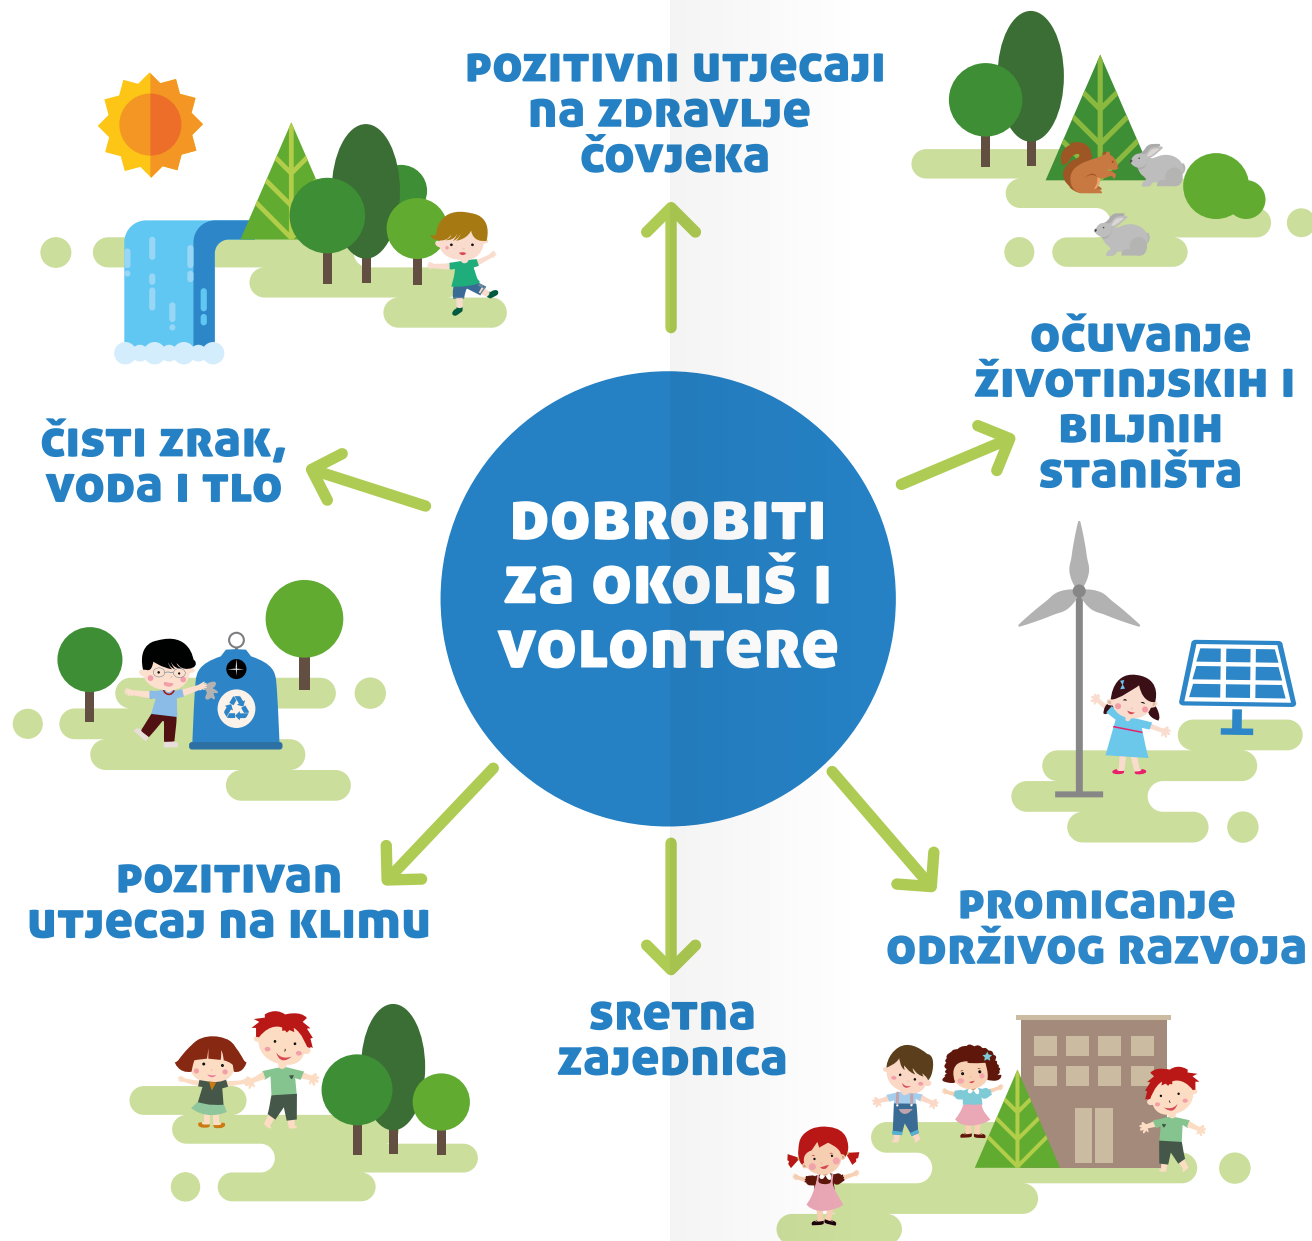 POZITIVNI UTJECAJI
NA ZDRAVLJE
ČOVJEKA
OČUVANJE
ŽIVOTINJSKIH I
BILJNIH
STANIŠTA
ČISTI ZRAK,
VODA I TLO
DOBROBITI
ZA OKOLIŠ I
VOLONTERE
POZITIVAN
UTJECAJ NA KLIMU
PROMICANJE
ODRŽIVOG RAZVOJA
SRETNA
ZAJEDNICA